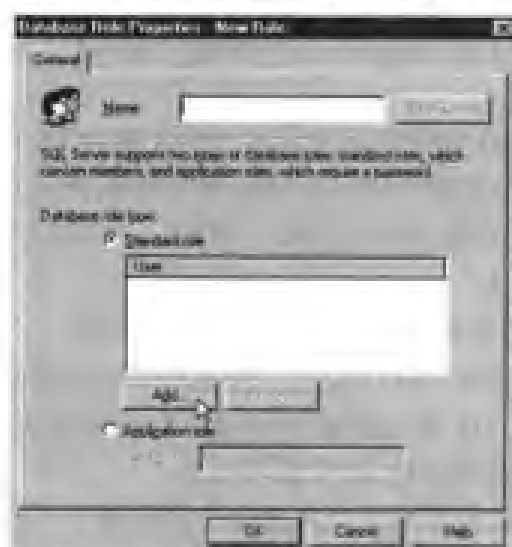 Database Role Properties - New Role
General
Name
SQL Server supports two types of database roles: standard roles, which
contain members, and application roles, which require a password.
Database role type:
Standard role
User
Add...
Application role
OK
Cancel
Help